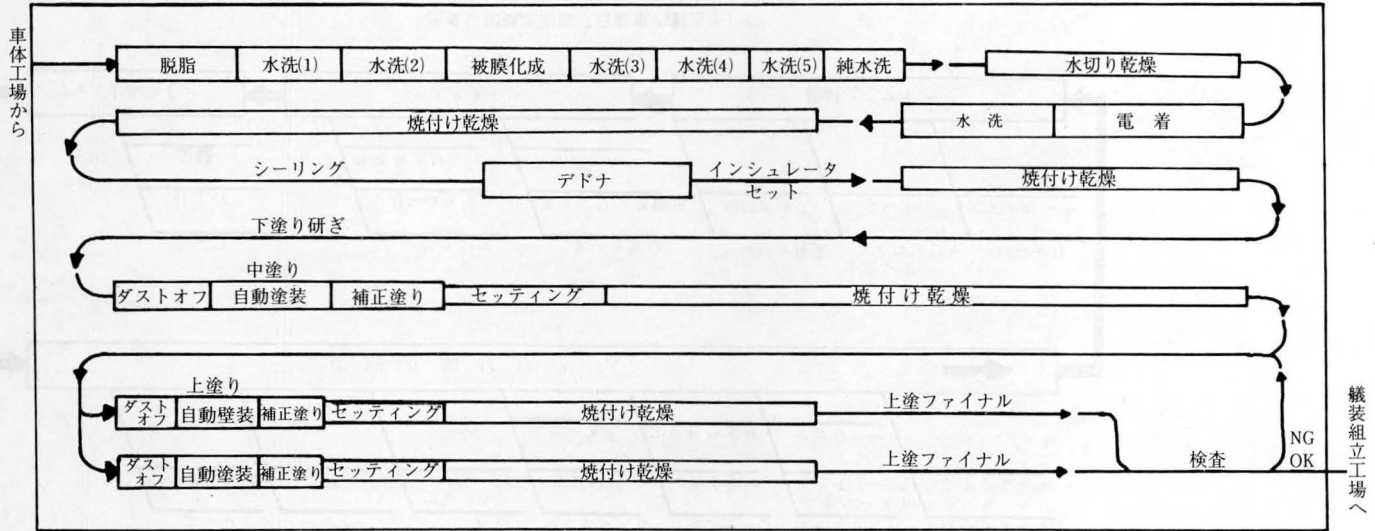 車体工場から
脱脂 水洗(1) 水洗(2) 被膜化成 水洗(3) 水洗(4) 水洗(5) 純水洗 水切り乾燥
焼付け乾燥 水洗 電着
シーリング デドナ インシュレータセット 焼付け乾燥
下塗り研ぎ
中塗り
ダストオフ 自動塗装 補正塗り セッティング 焼付け乾燥
上塗り
ダストオフ 自動壁装 補正塗り セッティング 焼付け乾燥 上塗ファイナル
ダストオフ 自動塗装 補正塗り セッティング 焼付け乾燥 上塗ファイナル 検査
NG
OK
艤装組立工場へ